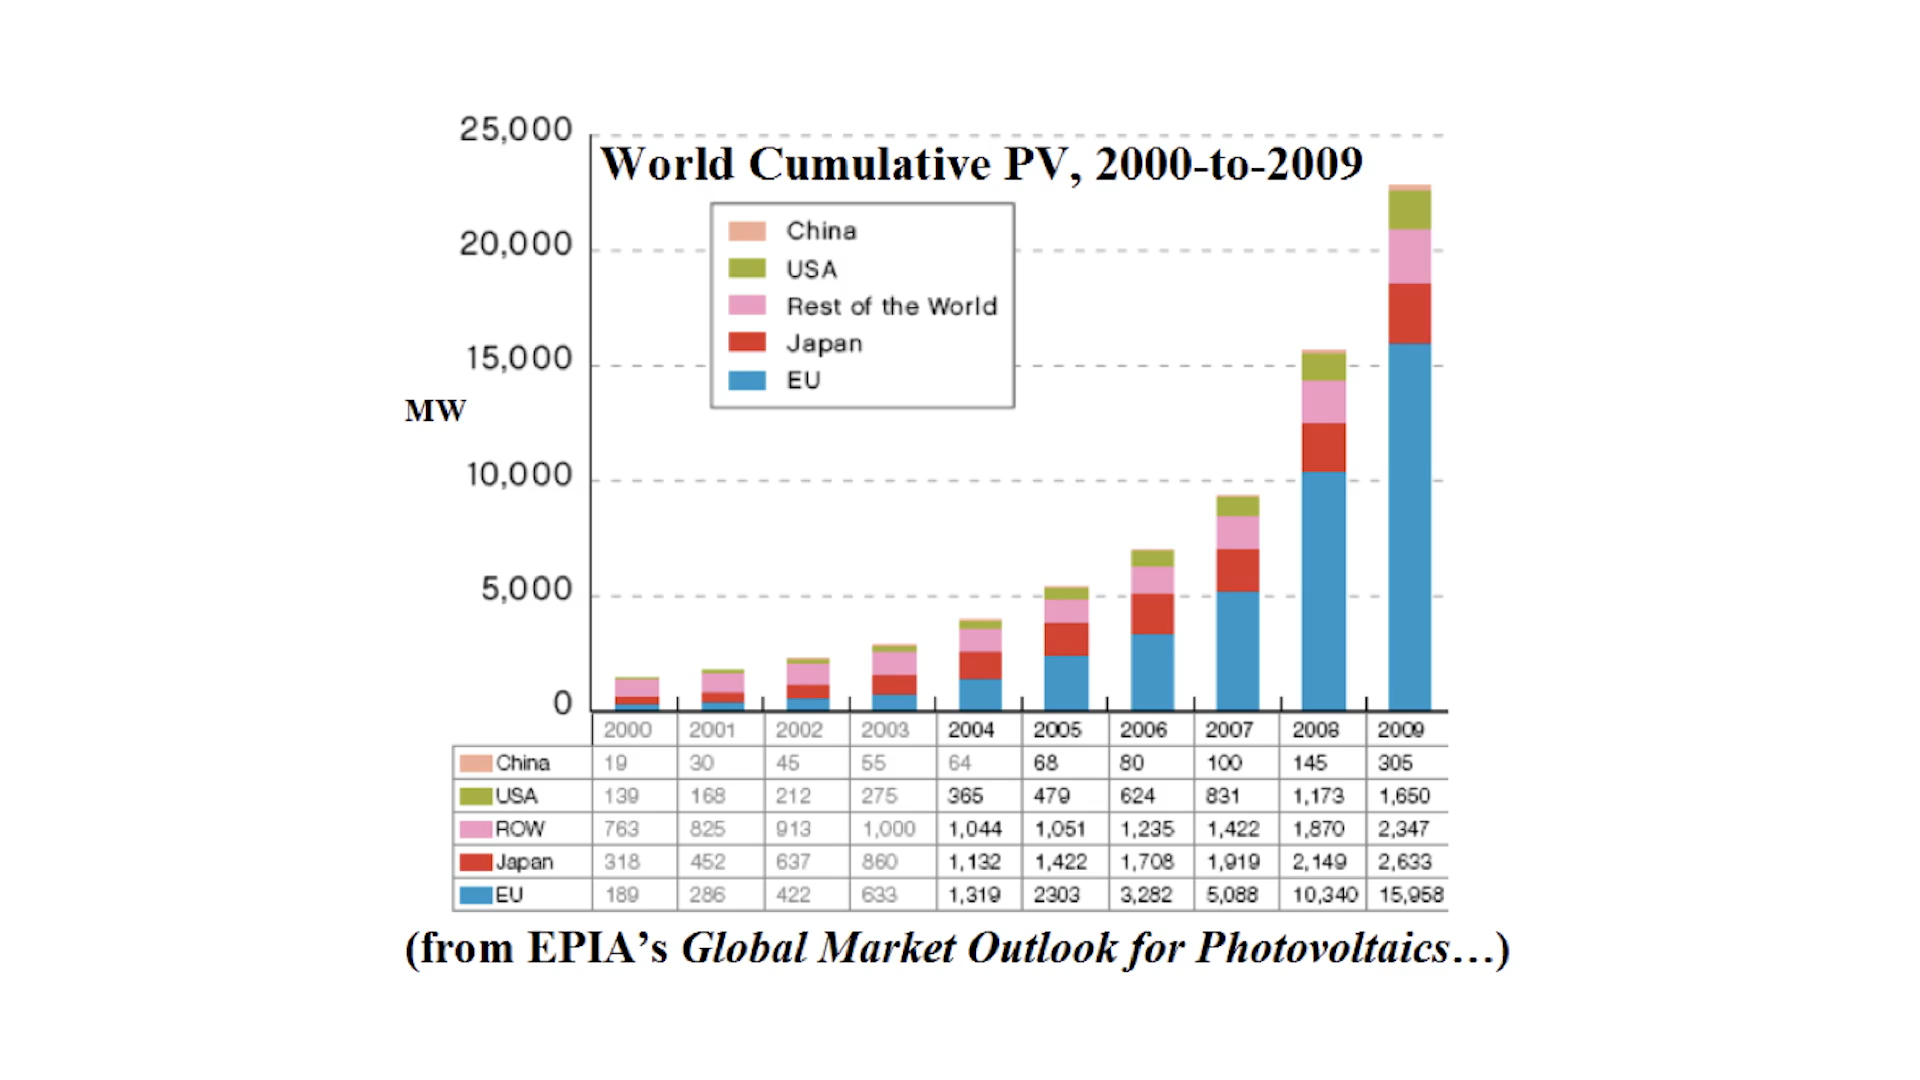 25,000
World Cumulative PV, 2000-to-2009
China
20,000
USA
Rest of the World
Japan
15,000
EU
MW
10,000
5,000
0
2000 2001 2002 2003 2004 2005 2006 2007 2008 2009
China 19 30 45 55 64 68 80 100 145 305
USA 139 168 212 275 365 479 624 831 1,173 1,650
ROW 763 825 913 1,000 1,044 1,051 1,235 1,422 1,870 2,347
Japan 318 452 637 860 1,132 1,422 1,708 1,919 2,149 2,633
EU 189 286 422 633 1,319 2303 3,282 5,088 10,340 15,958
(from EPIA’s Global Market Outlook for Photovoltaics…)